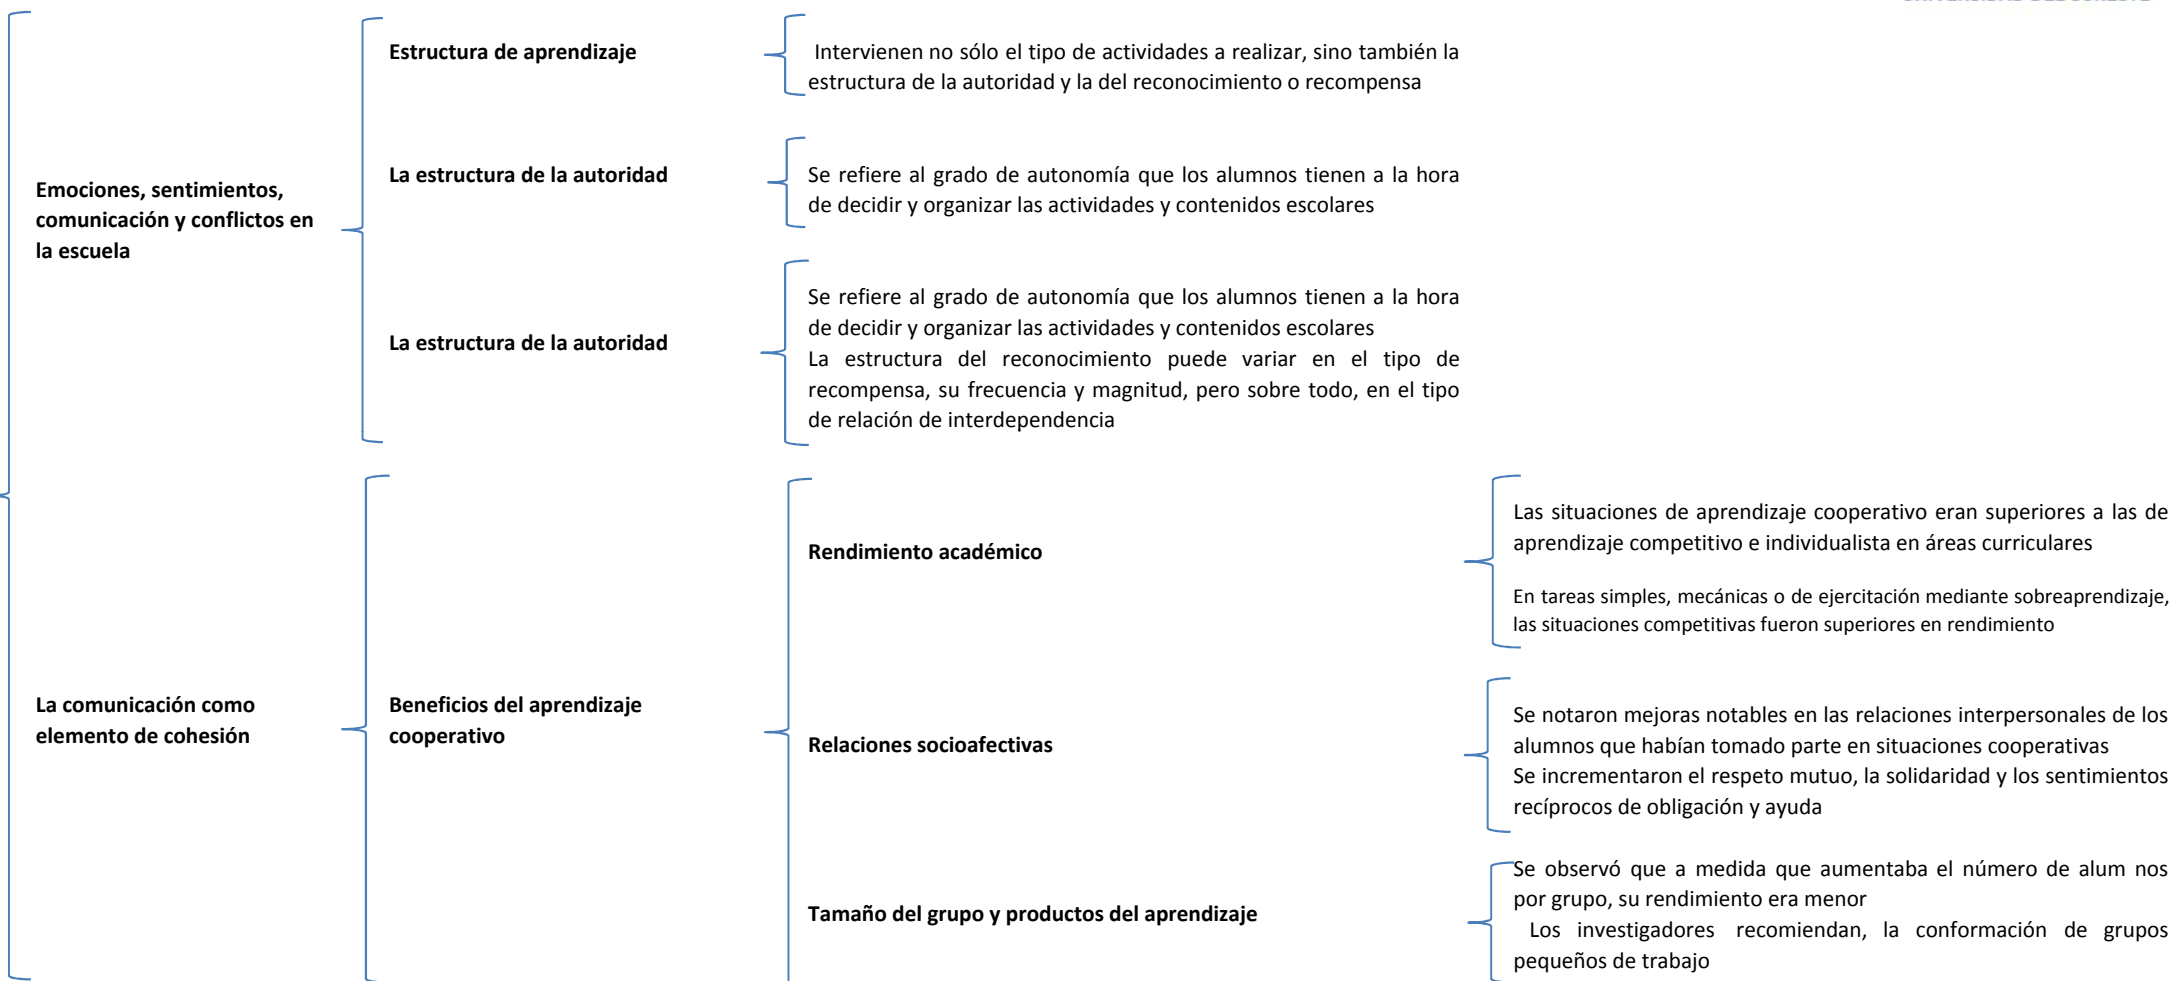 Estructura de aprendizaje
Intervienen no sólo el tipo de actividades a realizar, sino también la
estructura de la autoridad y la del reconocimiento o recompensa
Emociones, sentimientos,
comunicación y conflictos en
la escuela
La estructura de la autoridad
Se refiere al grado de autonomía que los alumnos tienen a la hora
de decidir y organizar las actividades y contenidos escolares
La estructura de la autoridad
Se refiere al grado de autonomía que los alumnos tienen a la hora
de decidir y organizar las actividades y contenidos escolares
La estructura del reconocimiento puede variar en el tipo de
recompensa, su frecuencia y magnitud, pero sobre todo, en el tipo
de relación de interdependencia
La comunicación como
elemento de cohesión
Beneficios del aprendizaje
cooperativo
Rendimiento académico
Las situaciones de aprendizaje cooperativo eran superiores a las de
aprendizaje competitivo e individualista en áreas curriculares
En tareas simples, mecánicas o de ejercitación mediante sobreaprendizaje,
las situaciones competitivas fueron superiores en rendimiento
Relaciones socioafectivas
Se notaron mejoras notables en las relaciones interpersonales de los
alumnos que habían tomado parte en situaciones cooperativas
Se incrementaron el respeto mutuo, la solidaridad y los sentimientos
recíprocos de obligación y ayuda
Tamaño del grupo y productos del aprendizaje
Se observó que a medida que aumentaba el número de alum nos
por grupo, su rendimiento era menor
Los investigadores recomiendan, la conformación de grupos
pequeños de trabajo